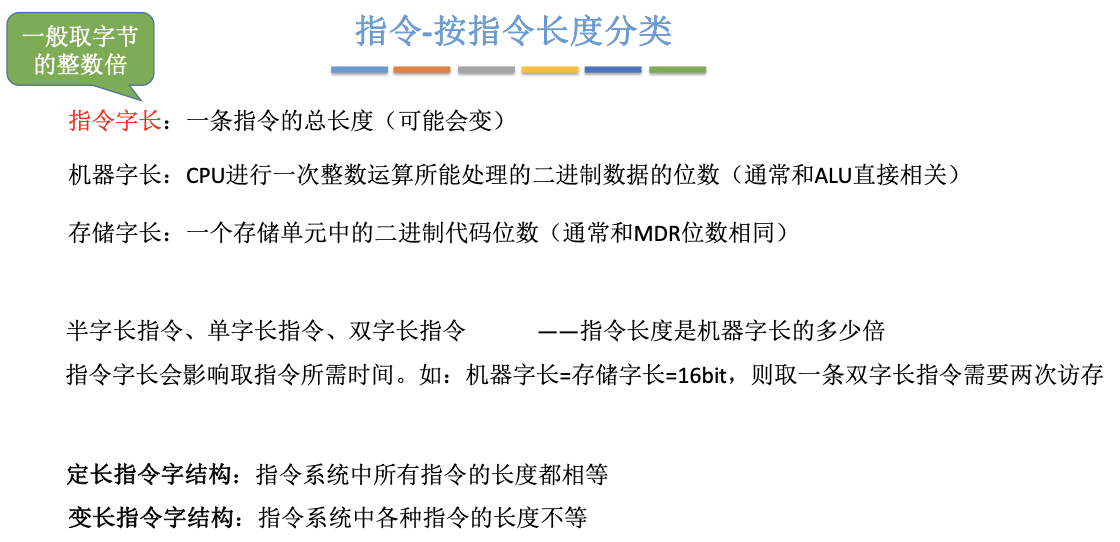 一般取字节
的整数倍
指令-按指令长度分类
指令字长：一条指令的总长度（可能会变）
机器字长：CPU进行一次整数运算所能处理的二进制数据的位数（通常和ALU直接相关）
存储字长：一个存储单元中的二进制代码位数（通常和MDR位数相同）
半字长指令、单字长指令、双字长指令 ——指令长度是机器字长的多少倍
指令字长会影响取指令所需时间。如：机器字长=存储字长=16bit，则取一条双字长指令需要两次访存
定长指令字结构：指令系统中所有指令的长度都相等
变长指令字结构：指令系统中各种指令的长度不等